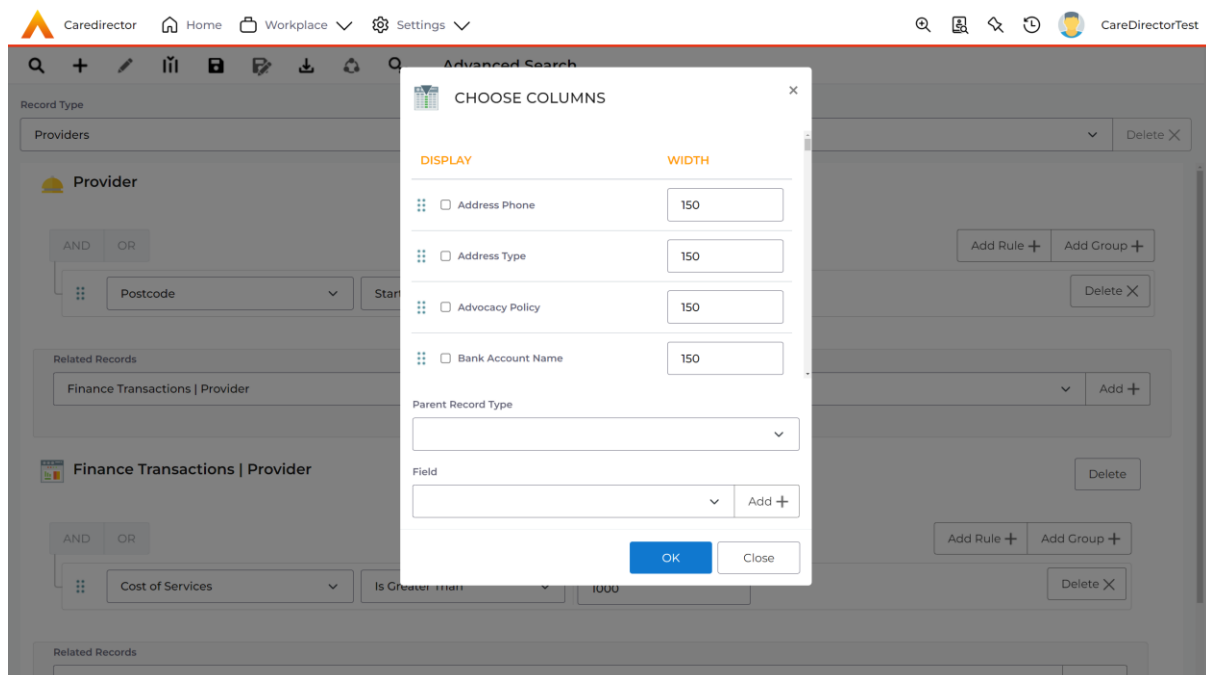 Caredirector Home Workplace Settings CareDirectorTest
Advanced Search
Record Type
Providers Delete
Provider
AND OR Add Rule + Add Group +
Postcode Delete
Related Records
Finance Transactions | Provider Add +
Finance Transactions | Provider Delete
AND OR Add Rule + Add Group +
Cost of Services Is Greater Than 1000 Delete
Related Records
CHOOSE COLUMNS
DISPLAY WIDTH
Address Phone 150
Address Type 150
Advocacy Policy 150
Bank Account Name 150
Parent Record Type
Field
Add +
OK Close